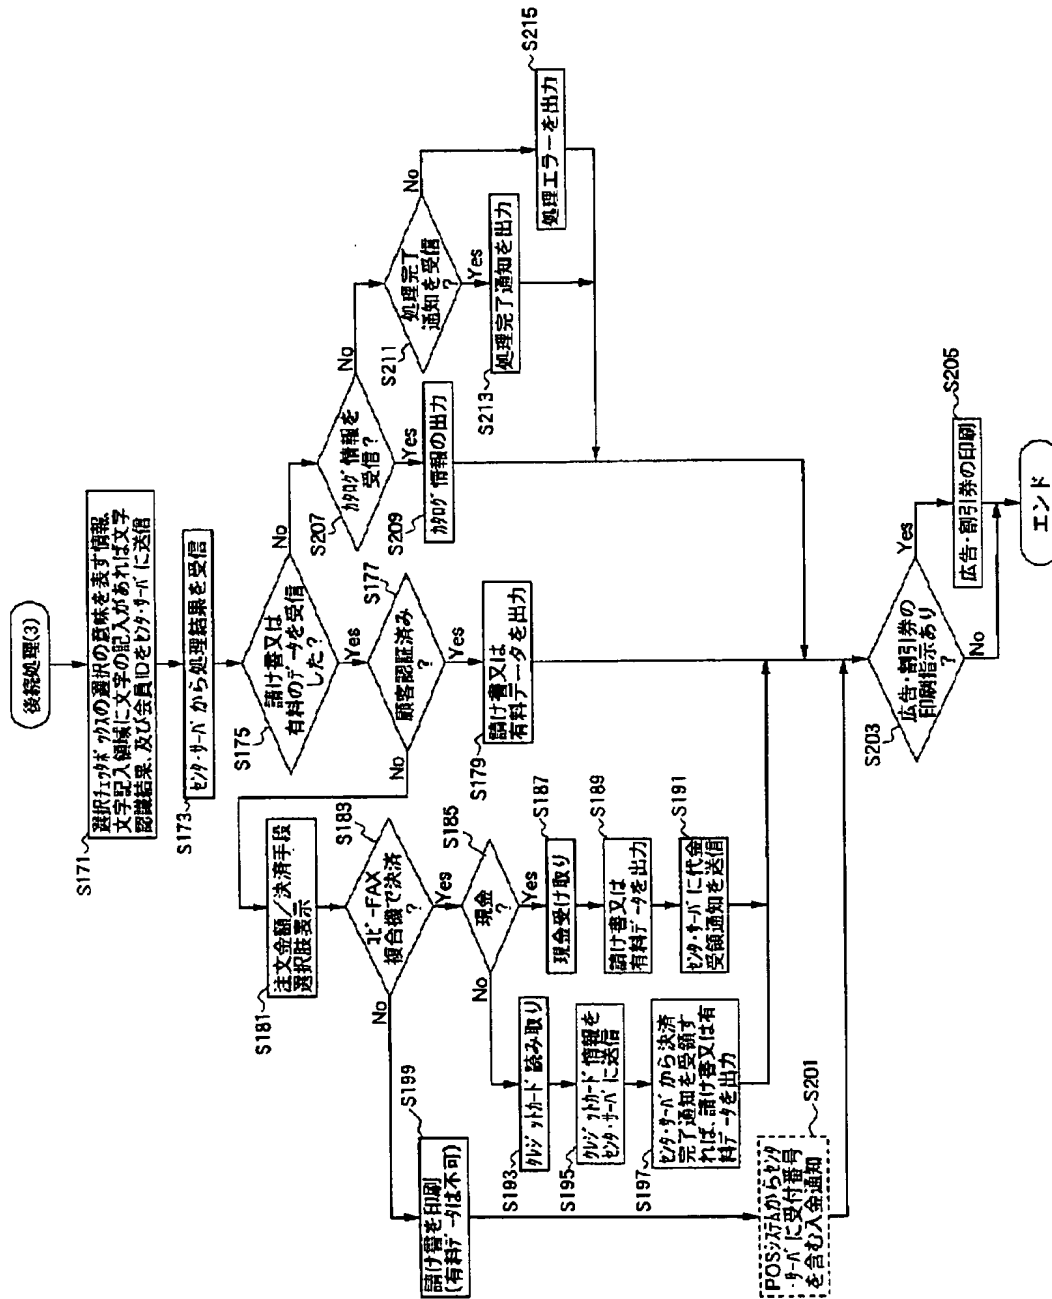 後続処理(3)
S171
選択チェックボックスの選択の意味を表す情報、
文字記入領域に文字の記入があれば文字
認識結果、及び会員IDをセンタ・サーバに送信
S173
センタ・サーバから処理結果を受信
S175
請け書又は
有料のデータを受信
した?
No
Yes
S177
顧客認証済み
?
No
Yes
S179
請け書又は
有料データを出力
S181
注文金額/決済手段
選択肢表示
S183
コピーFAX
複合機で決済
?
No
Yes
S185
現金
?
No
Yes
S187
現金受け取り
S189
請け書又は
有料データを出力
S191
センタ・サーバに代金
受領通知を送信
S193
クレジットカード読み取り
S195
クレジットカード情報を
センタ・サーバに送信
S197
センタ・サーバから決済
完了通知を受領す
れば、請け書又は有
料データを出力
S199
請け書を印刷
(有料データは不可)
S201
POSシステムからセンタ
・サーバに受付番号
を含む入金通知
S207
カタログ情報を
受信?
No
Yes
S209
カタログ情報の出力
S211
処理完了
通知を受信
?
No
Yes
S213
処理完了通知を出力
S215
処理エラーを出力
S203
広告・割引券の
印刷指示あり
?
Yes
No
S205
広告・割引券の印刷
エンド